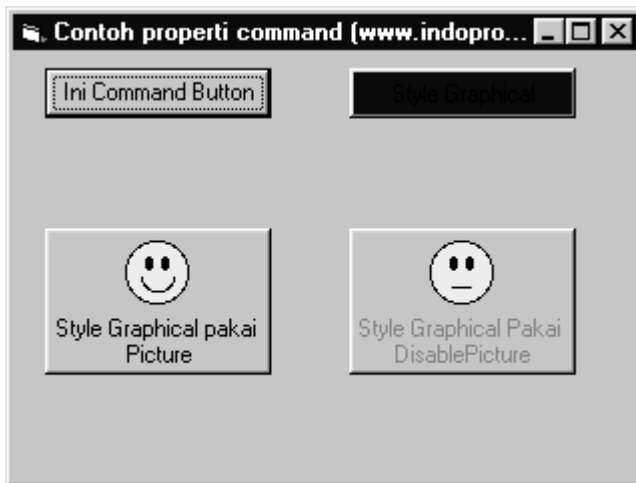 Contoh properti command (www.indopro...
Ini Command Button
Style Graphical
Style Graphical pakai
Picture
Style Graphical Pakai
DisablePicture